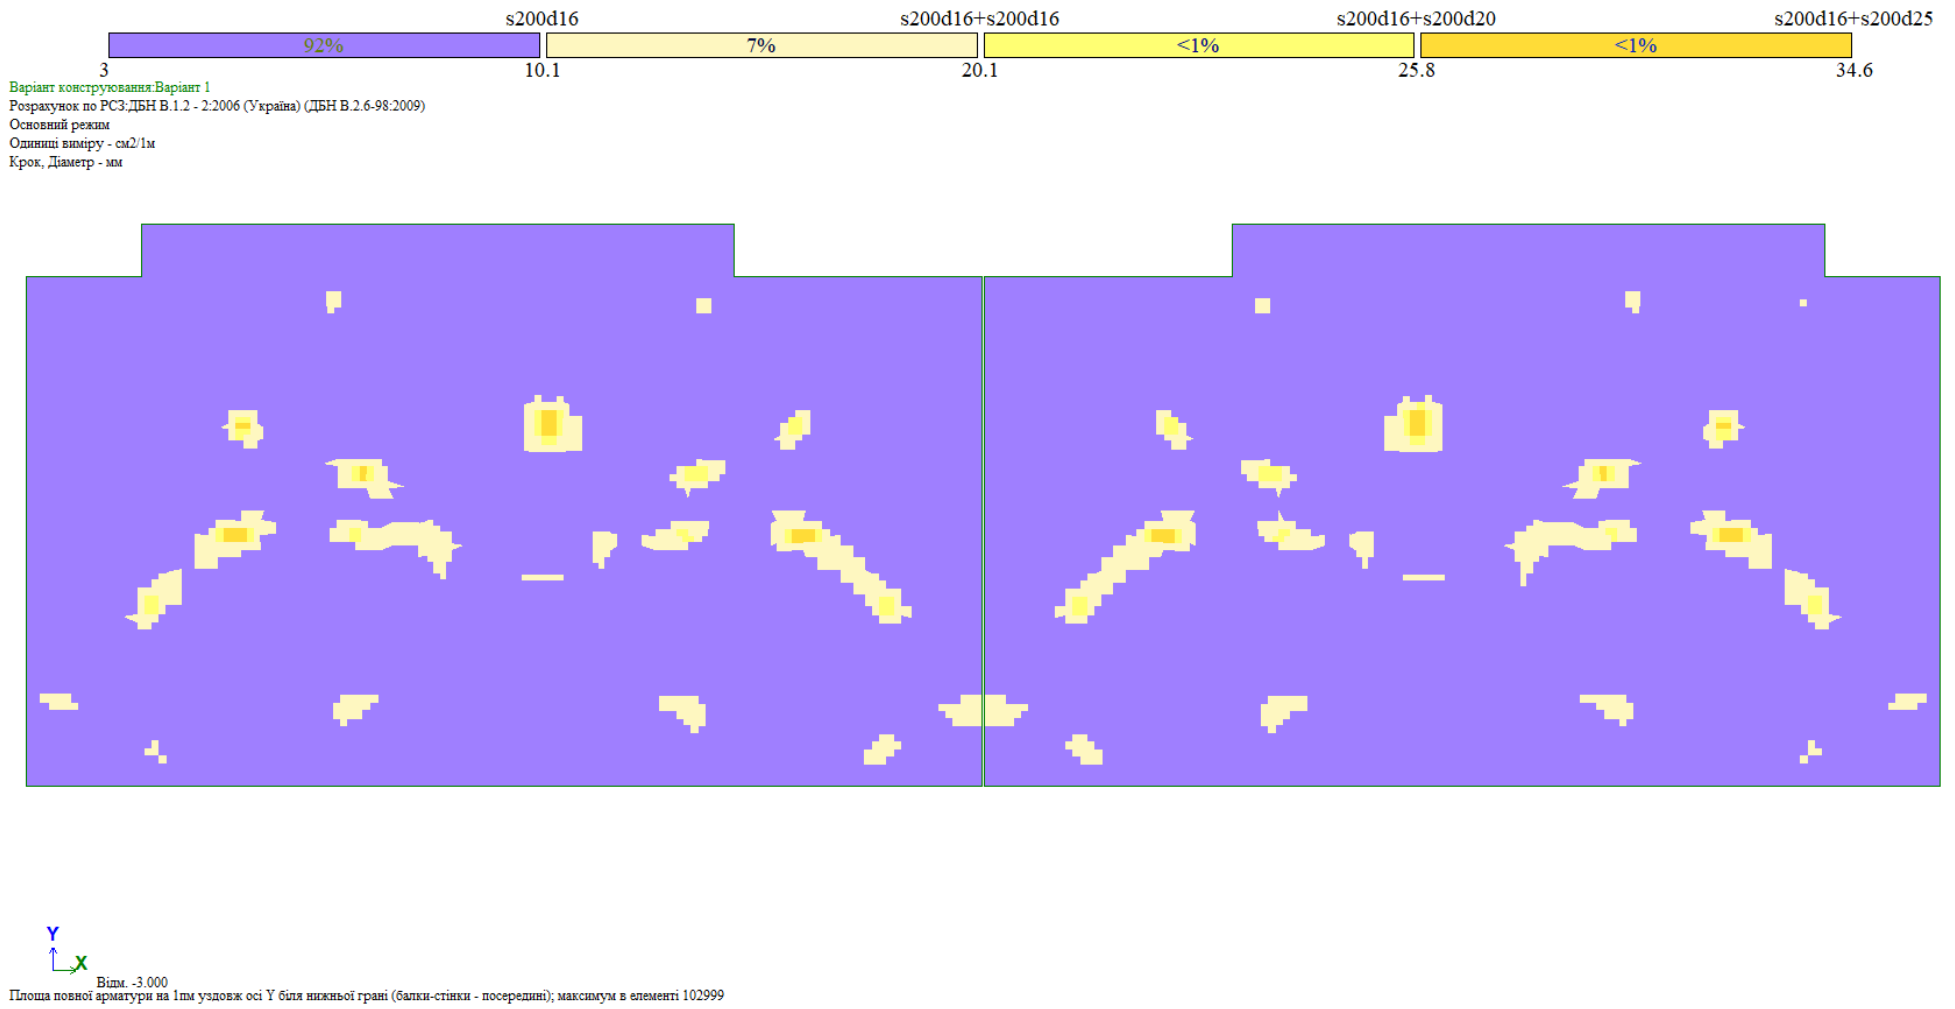 s200d16 s200d16+s200d16 s200d16+s200d20 s200d16+s200d25
92% 7% <1% <1%
3 10.1 20.1 25.8 34.6
Варіант конструювання:Варіант 1
Розрахунок по РСЗ:ДБН В.1.2 - 2:2006 (Україна) (ДБН В.2.6-98:2009)
Основний режим
Одиниці виміру - см2/1м
Крок, Діаметр - мм
Y
X
Відм. -3.000
Площа повної арматури на 1пм уздовж осі Y біля нижньої грані (балки-стінки - посередині); максимум в елементі 102999